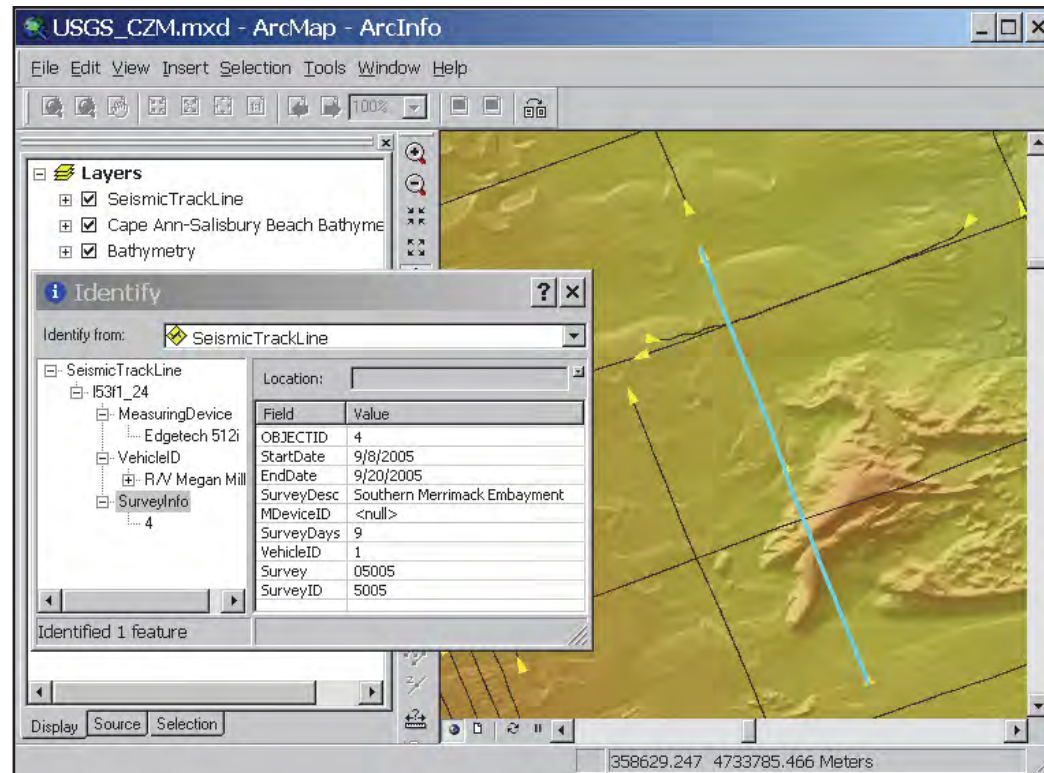 USGS_CZM.mxd - ArcMap - ArcInfo
File Edit View Insert Selection Tools Window Help
100%
Layers
SeismicTrackLine
Cape Ann-Salisbury Beach Bathyme
Bathymetry
Identify
Identify from: SeismicTrackLine
SeismicTrackLine
l53f1_24
MeasuringDevice
Edgetech 512i
VehicleID
R/V Megan Mill
SurveyInfo
4
Identified 1 feature
Location:
Field Value
OBJECTID 4
StartDate 9/8/2005
EndDate 9/20/2005
SurveyDesc Southern Merrimack Embayment
MDeviceID <null>
SurveyDays 9
VehicleID 1
Survey 05005
SurveyID 5005
Display Source Selection
358629.247 4733785.466 Meters